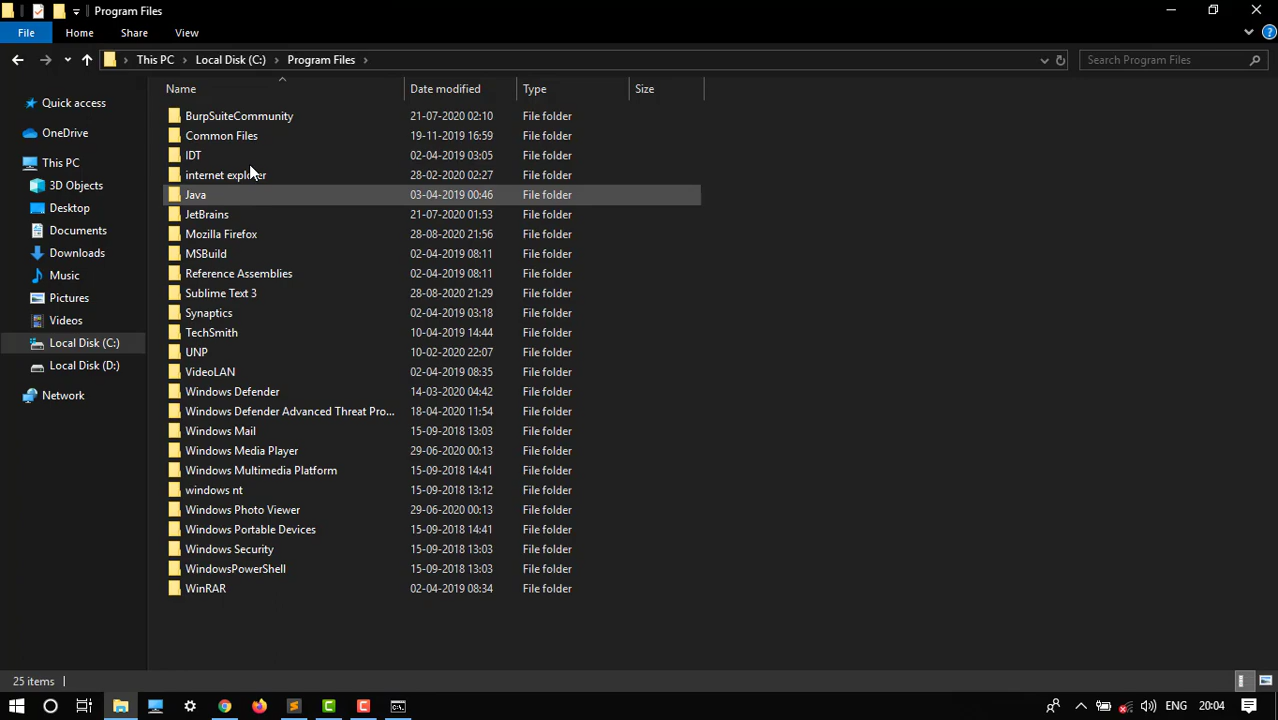 Program Files
File Home Share View
This PC Local Disk (C:) Program Files Search Program Files
Name Date modified Type Size
Quick access
OneDrive
This PC
3D Objects
Desktop
Documents
Downloads
Music
Pictures
Videos
Local Disk (C:)
Local Disk (D:)
Network
BurpSuiteCommunity 21-07-2020 02:10 File folder
Common Files 19-11-2019 16:59 File folder
IDT 02-04-2019 03:05 File folder
internet explorer 28-02-2020 02:27 File folder
Java 03-04-2019 00:46 File folder
JetBrains 21-07-2020 01:53 File folder
Mozilla Firefox 28-08-2020 21:56 File folder
MSBuild 02-04-2019 08:11 File folder
Reference Assemblies 02-04-2019 08:11 File folder
Sublime Text 3 28-08-2020 21:29 File folder
Synaptics 02-04-2019 03:18 File folder
TechSmith 10-04-2019 14:44 File folder
UNP 10-02-2020 22:07 File folder
VideoLAN 02-04-2019 08:35 File folder
Windows Defender 14-03-2020 04:42 File folder
Windows Defender Advanced Threat Pro... 18-04-2020 11:54 File folder
Windows Mail 15-09-2018 13:03 File folder
Windows Media Player 29-06-2020 00:13 File folder
Windows Multimedia Platform 15-09-2018 14:41 File folder
windows nt 15-09-2018 13:12 File folder
Windows Photo Viewer 29-06-2020 00:13 File folder
Windows Portable Devices 15-09-2018 14:41 File folder
Windows Security 15-09-2018 13:03 File folder
WindowsPowerShell 15-09-2018 13:03 File folder
WinRAR 02-04-2019 08:34 File folder
25 items
ENG 20:04